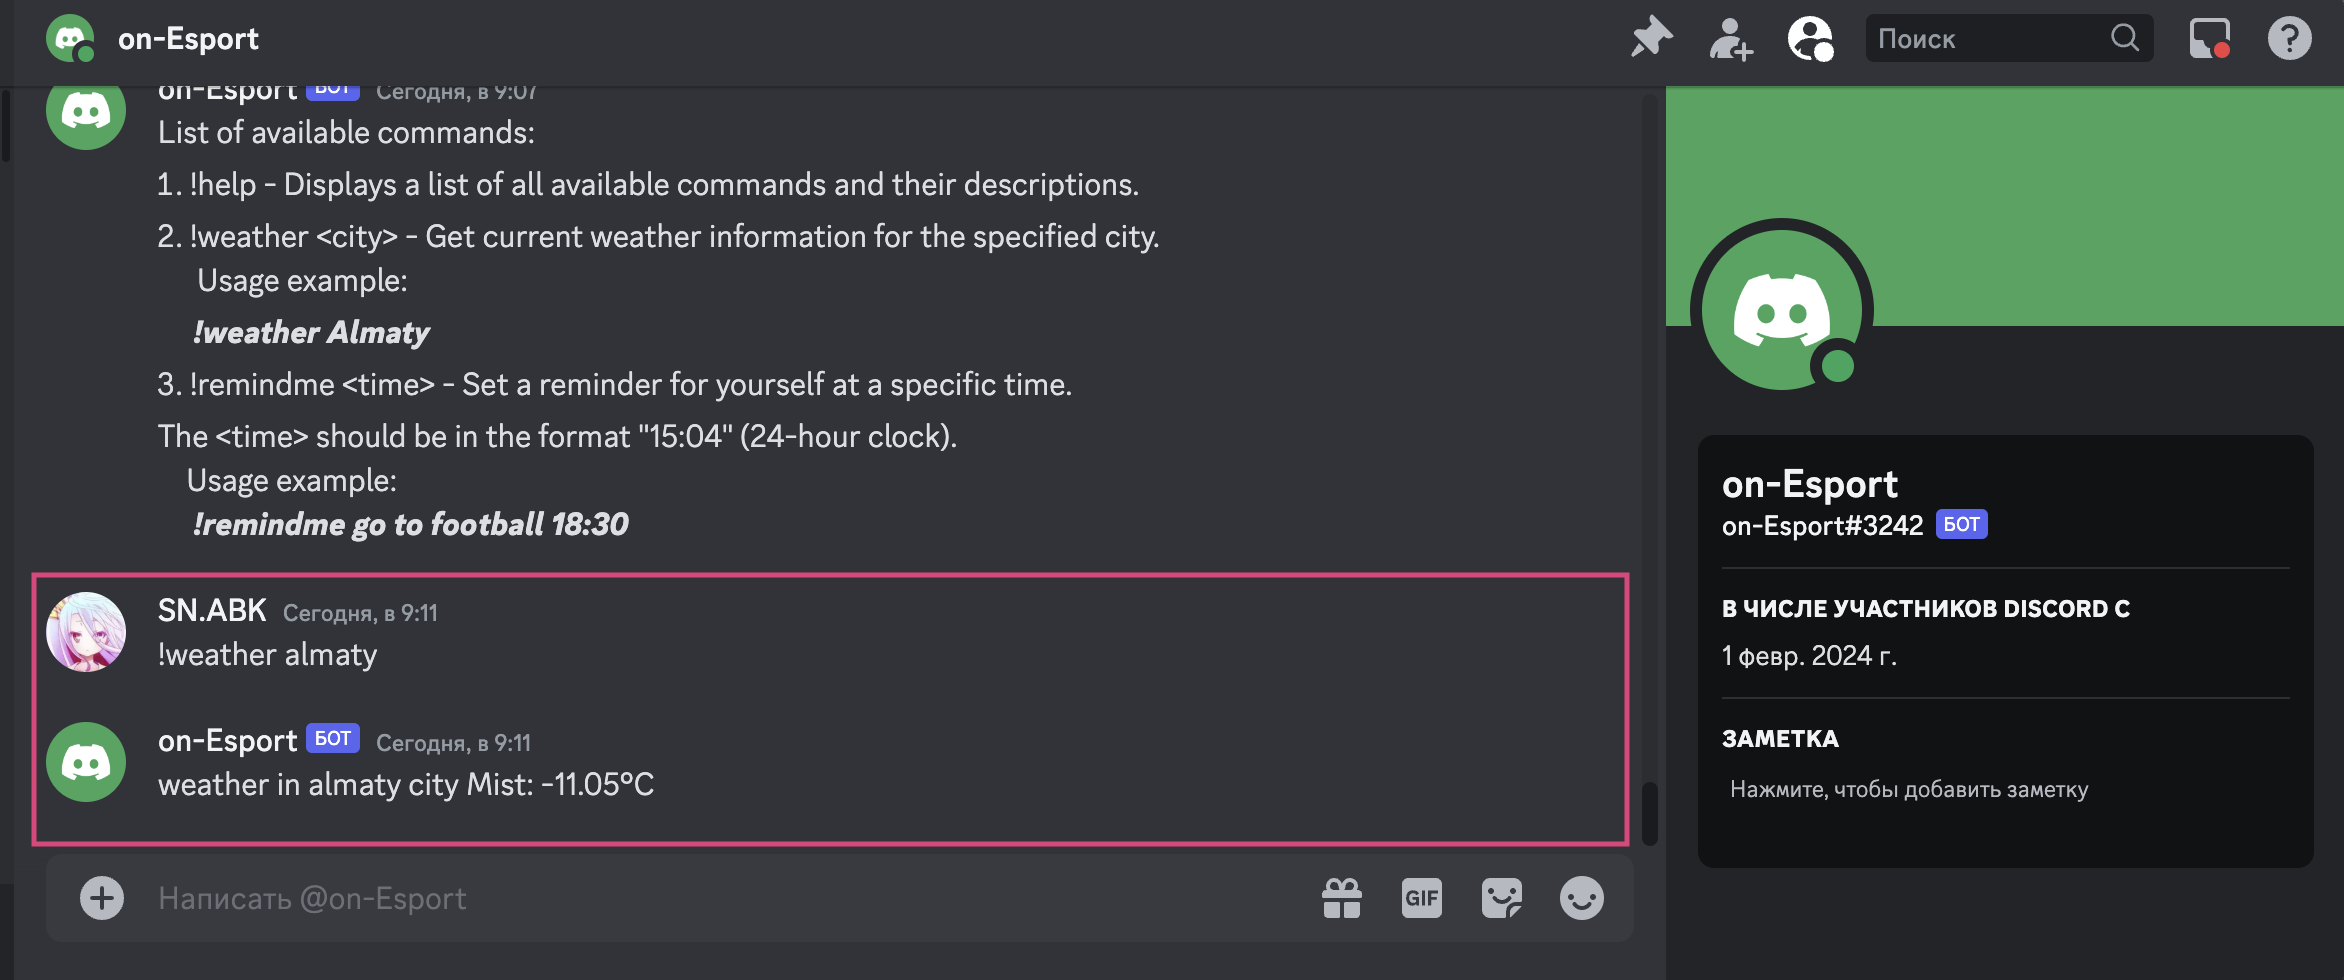 on-Esport
Поиск
on-Esport БОТ Сегодня, в 9:07
List of available commands:
1. !help - Displays a list of all available commands and their descriptions.
2. !weather <city> - Get current weather information for the specified city.
Usage example:
!weather Almaty
3. !remindme <time> - Set a reminder for yourself at a specific time.
The <time> should be in the format "15:04" (24-hour clock).
Usage example:
!remindme go to football 18:30
SN.ABK Сегодня, в 9:11
!weather almaty
on-Esport БОТ Сегодня, в 9:11
weather in almaty city Mist: -11.05°C
Написать @on-Esport
GIF
on-Esport
on-Esport#3242 БОТ
В ЧИСЛЕ УЧАСТНИКОВ DISCORD С
1 февр. 2024 г.
ЗАМЕТКА
Нажмите, чтобы добавить заметку